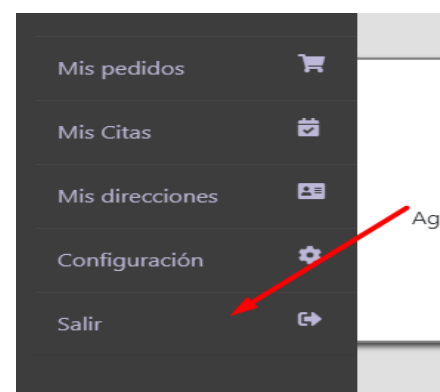 Mis pedidos
Mis Citas
Mis direcciones
Ag
Configuración
Salir